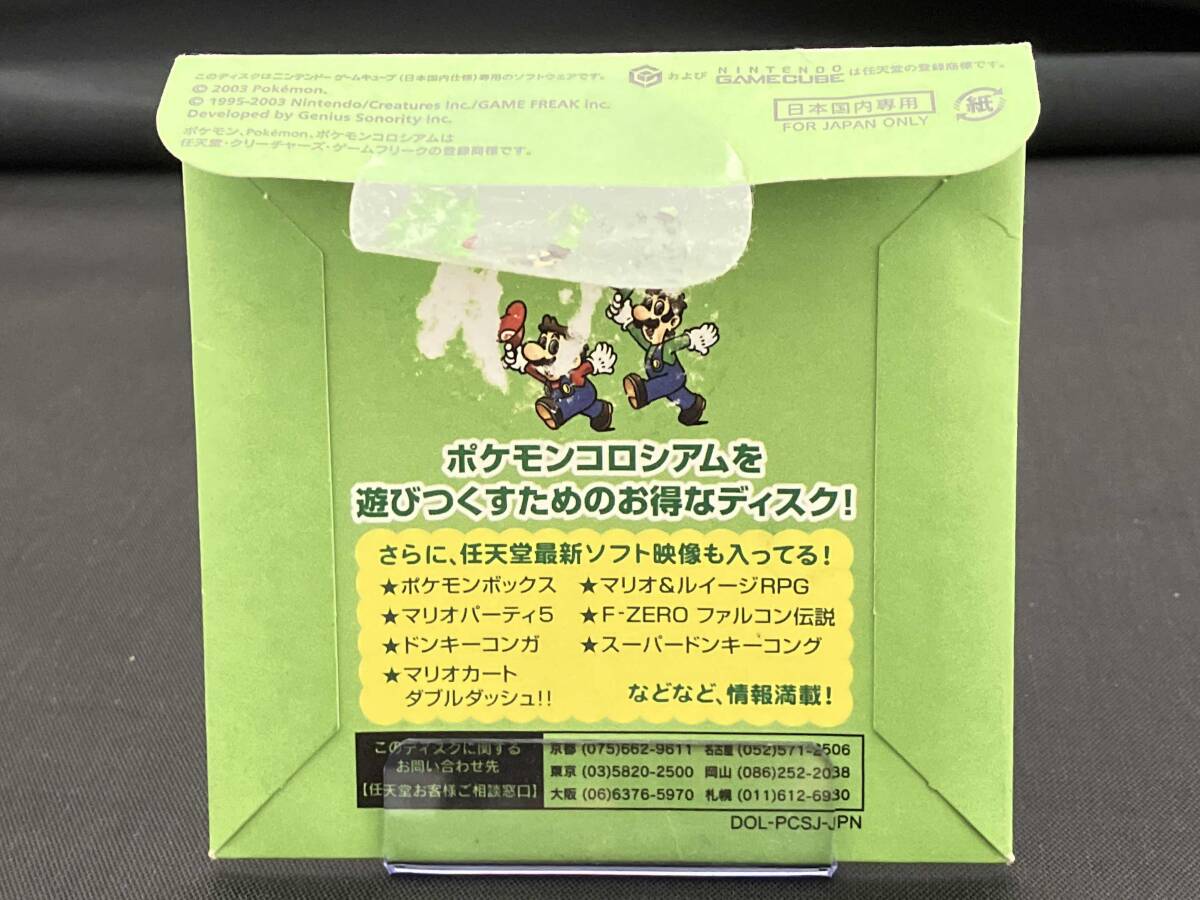 このディスクはニンテンドーゲームキューブ(日本国内仕様)専用のソフトウェアです。
および NINTENDO GAMECUBE は任天堂の登録商標です。
© 2003 Pokémon.
© 1995-2003 Nintendo/Creatures Inc./GAME FREAK inc.
Developed by Genius Sonority Inc.
ポケモン、Pokémon、ポケモンコロシアムは
任天堂・クリーチャーズ・ゲームフリークの登録商標です。
日本国内専用
FOR JAPAN ONLY
紙
ポケモンコロシアムを
遊びつくすためのお得なディスク!
さらに、任天堂最新ソフト映像も入ってる!
★ポケモンボックス ★マリオ&ルイージRPG
★マリオパーティ5 ★F-ZERO ファルコン伝説
★ドンキーコンガ ★スーパードンキーコング
★マリオカート
ダブルダッシュ!!
などなど、情報満載!
このディスクに関する
お問い合わせ先
【任天堂お客様ご相談窓口】
京都 (075)662-9611 名古屋 (052)571-2506
東京 (03)5820-2500 岡山 (086)252-2038
大阪 (06)6376-5970 札幌 (011)612-6930
DOL-PCSJ-JPN